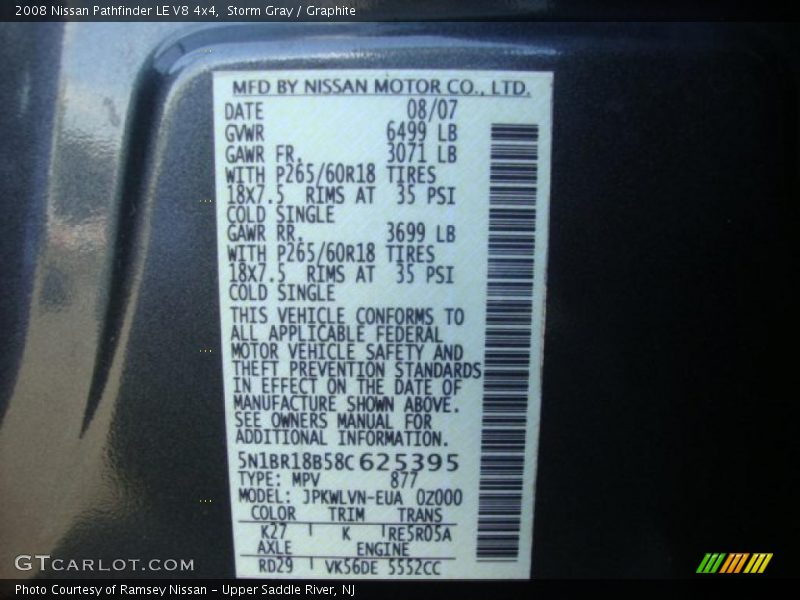 2008 Nissan Pathfinder LE V8 4x4,  Storm Gray / Graphite
MFD BY NISSAN MOTOR CO., LTD.
DATE 08/07
GVWR 6499 LB
GAWR FR. 3071 LB
WITH P265/60R18 TIRES
18X7.5 RIMS AT 35 PSI
COLD SINGLE
GAWR RR. 3699 LB
WITH P265/60R18 TIRES
18X7.5 RIMS AT 35 PSI
COLD SINGLE
THIS VEHICLE CONFORMS TO
ALL APPLICABLE FEDERAL
MOTOR VEHICLE SAFETY AND
THEFT PREVENTION STANDARDS
IN EFFECT ON THE DATE OF
MANUFACTURE SHOWN ABOVE.
SEE OWNERS MANUAL FOR
ADDITIONAL INFORMATION.
5N1BR18B58C625395
TYPE: MPV 877
MODEL: JPKWLVN-EUA 0Z000
COLOR TRIM TRANS
K27 K RE5R05A
AXLE ENGINE
RD29 VK56DE 5552CC
GTCARLOT.COM
Photo Courtesy of Ramsey Nissan - Upper Saddle River, NJ